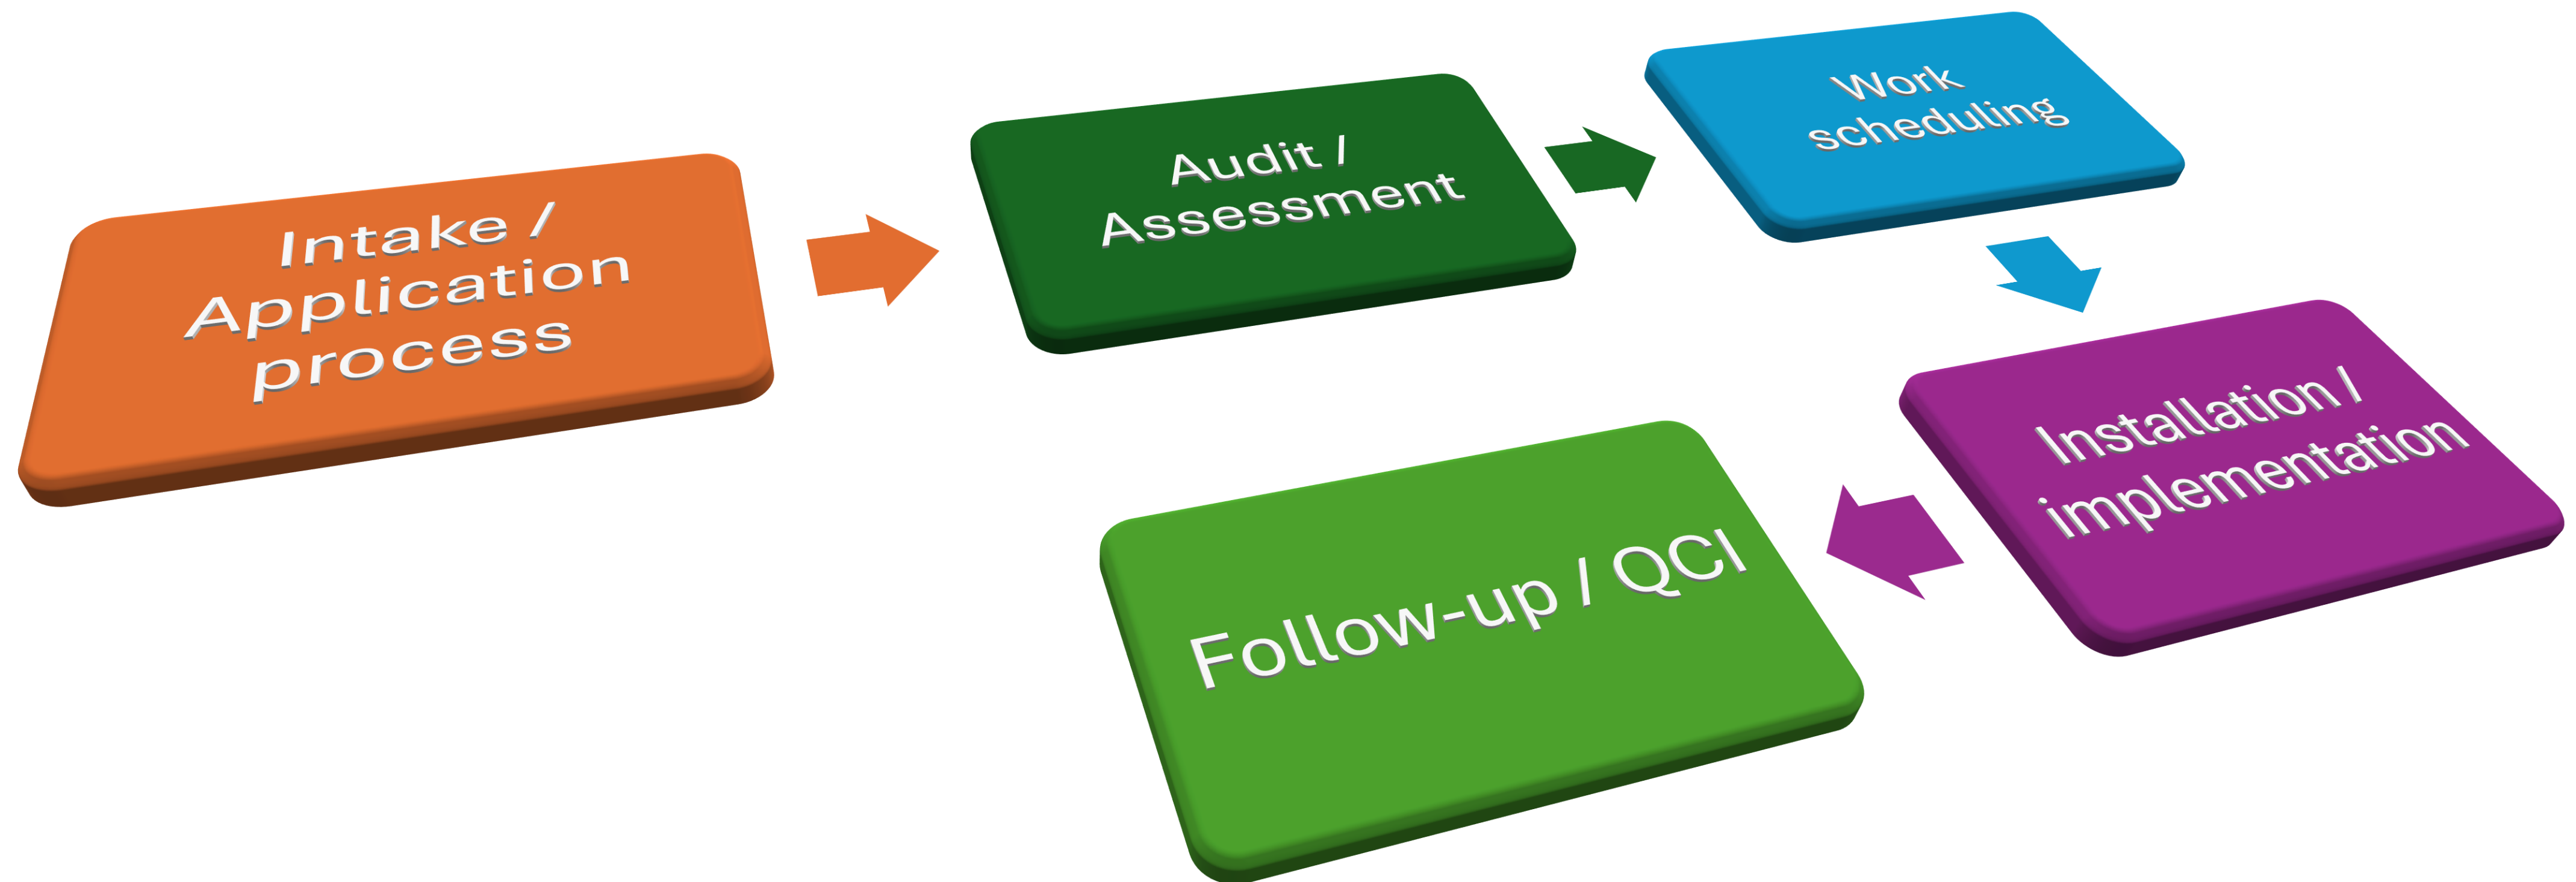 Intake /
Application
process
Audit /
Assessment
Work
scheduling
Installation /
implementation
Follow-up / QCI